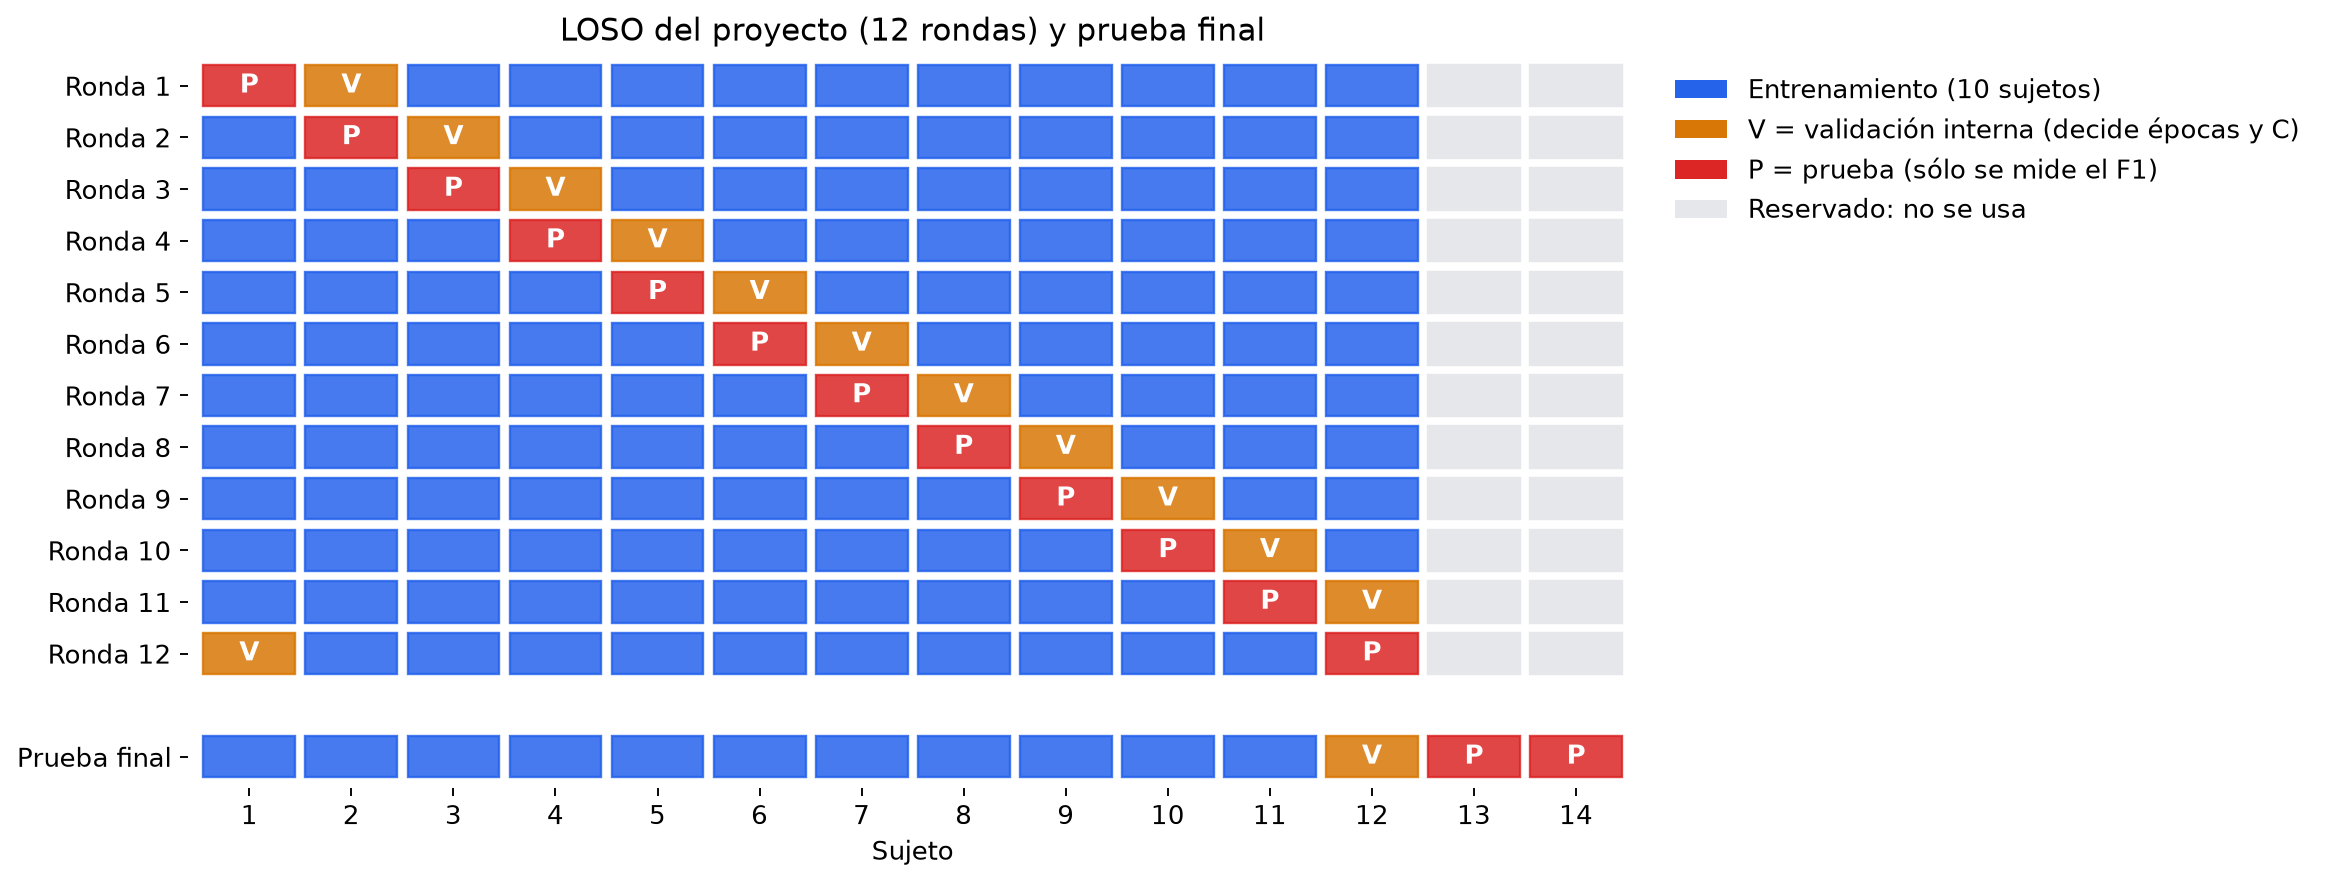 LOSO del proyecto (12 rondas) y prueba final
Ronda 1 P V
Ronda 2 P V
Ronda 3 P V
Ronda 4 P V
Ronda 5 P V
Ronda 6 P V
Ronda 7 P V
Ronda 8 P V
Ronda 9 P V
Ronda 10 P V
Ronda 11 P V
Ronda 12 V P
Prueba final V P P
1 2 3 4 5 6 7 8 9 10 11 12 13 14
Sujeto
Entrenamiento (10 sujetos)
V = validación interna (decide épocas y C)
P = prueba (sólo se mide el F1)
Reservado: no se usa